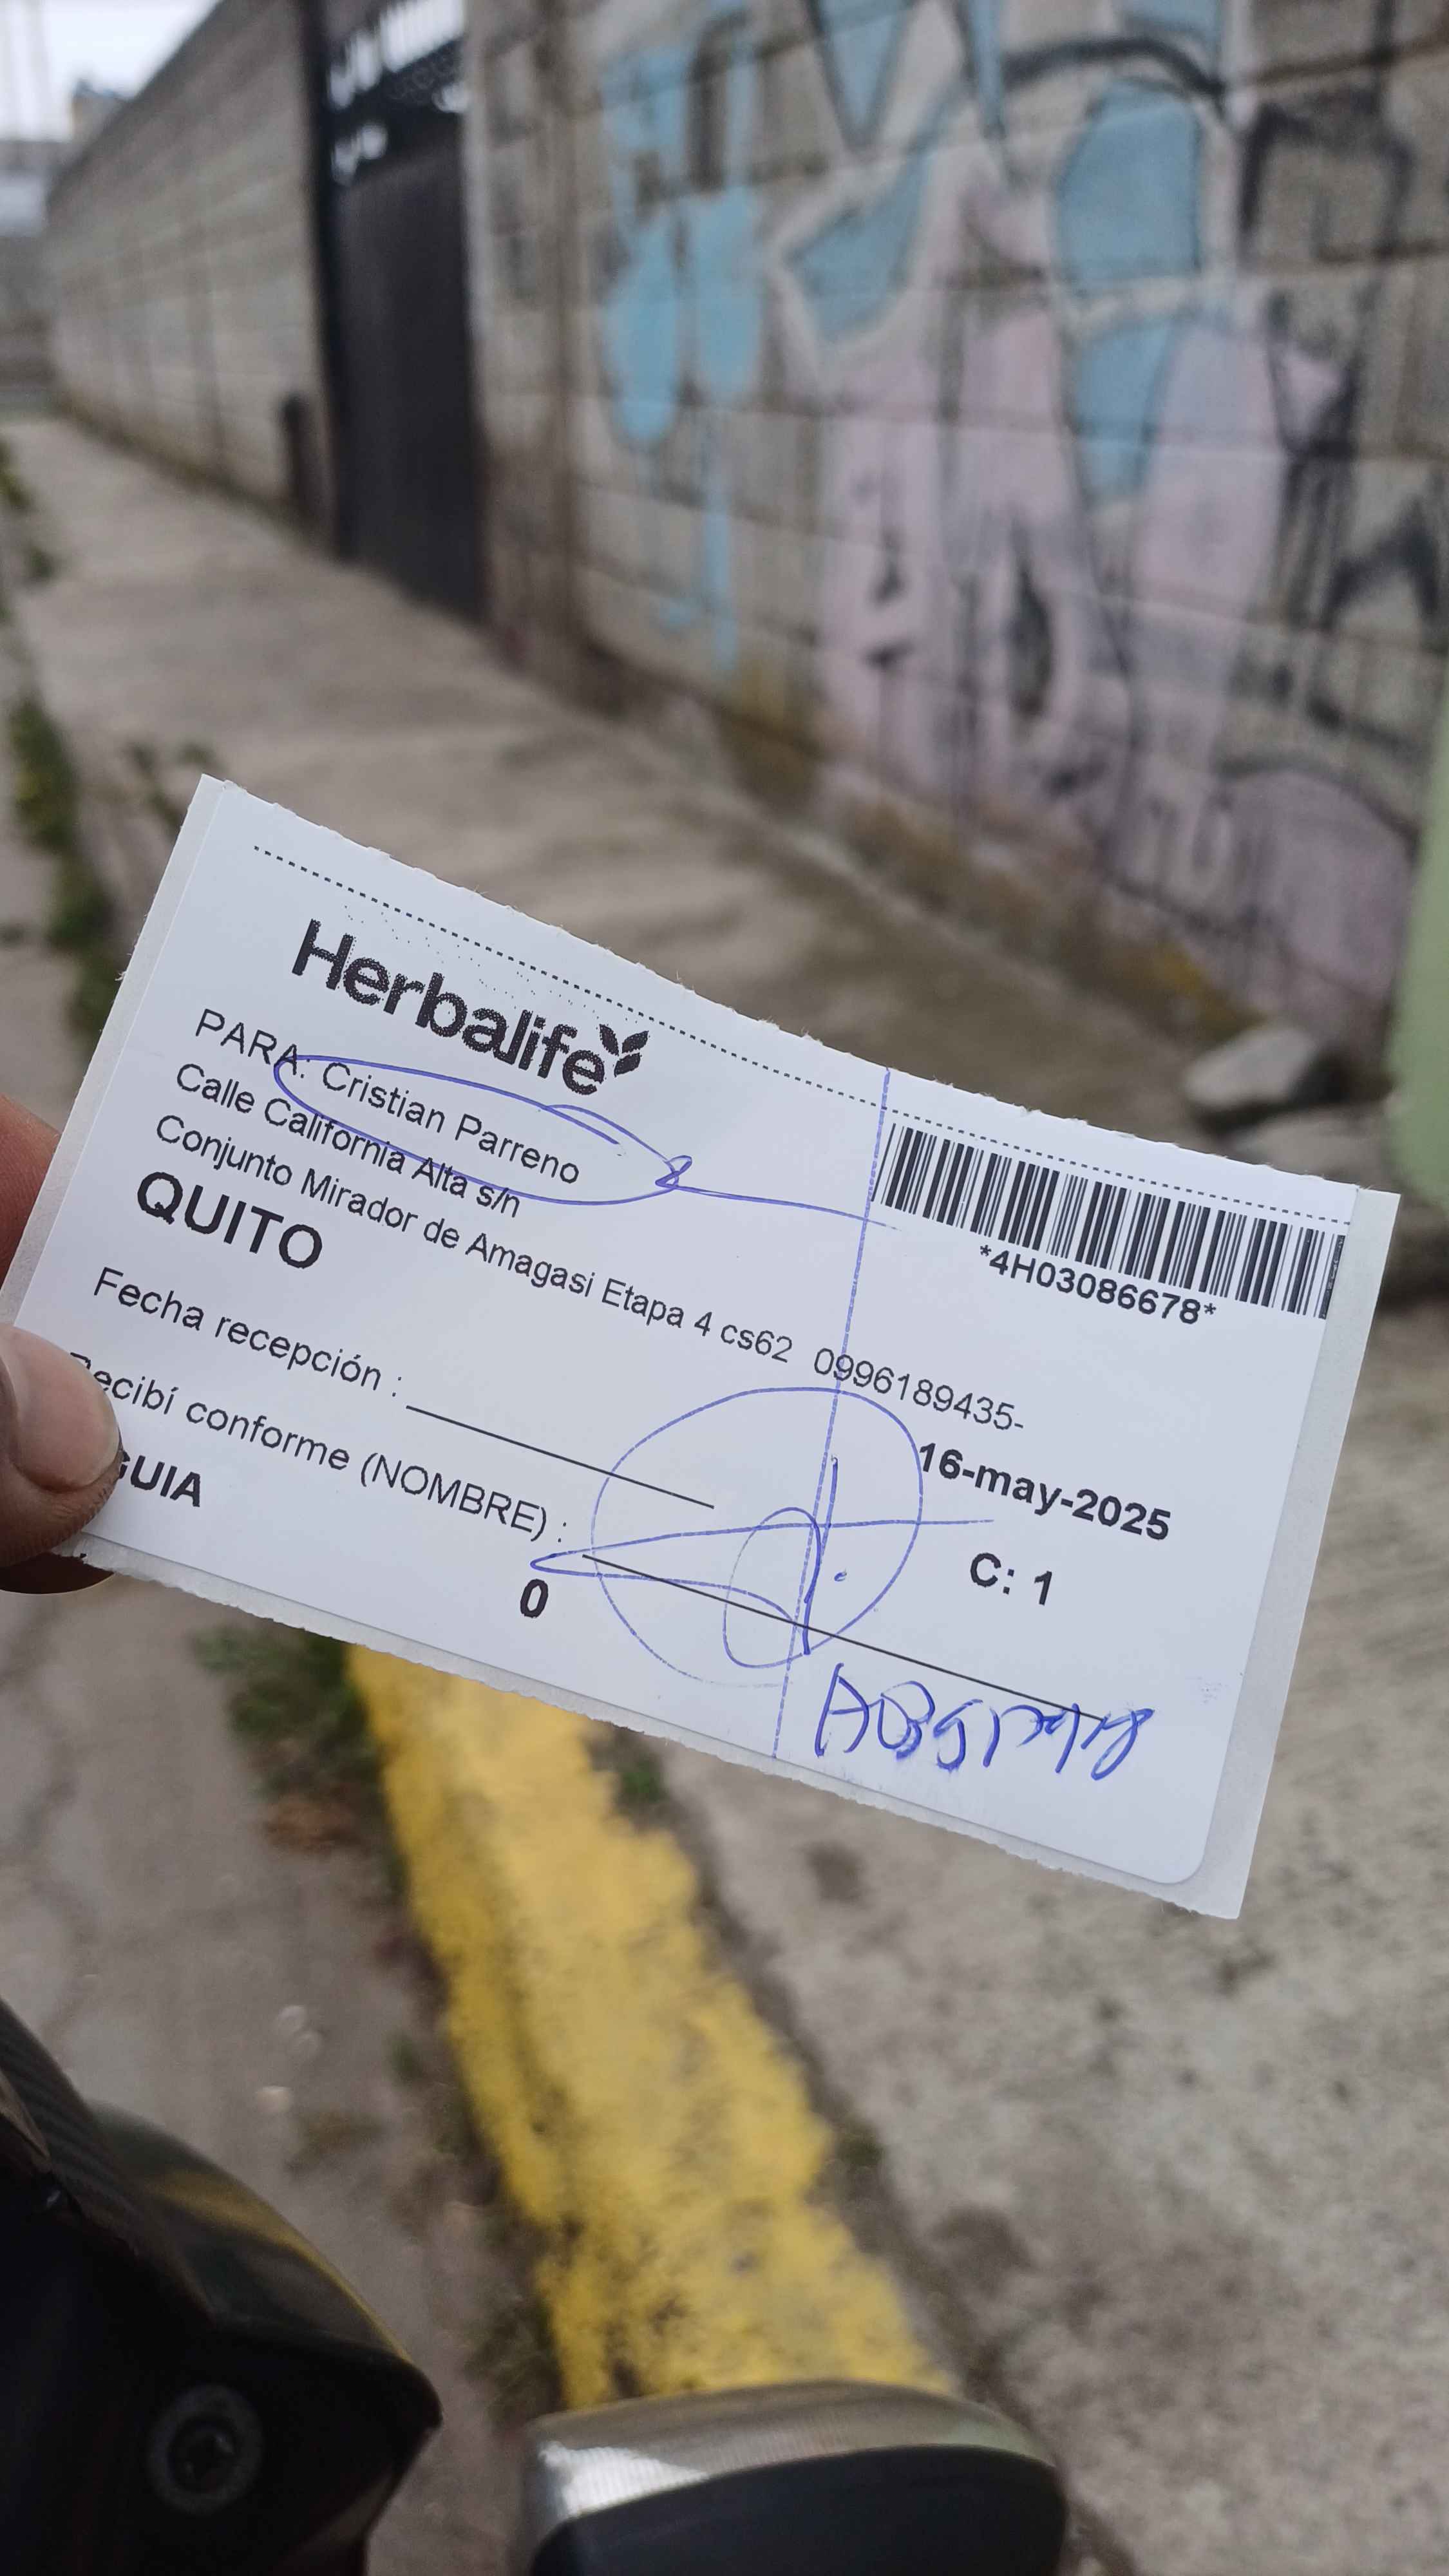 Herbalife
PARA: Cristian Parreno
Calle California Alta s/n
Conjunto Mirador de Amagasi Etapa 4 cs62 0996189435-
QUITO
*4H03086678*
Fecha recepción :
16-may-2025
Recibí conforme (NOMBRE) :
C: 1
GUIA
0